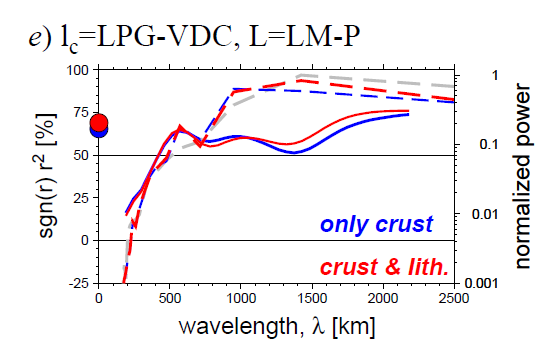 e) lc=LPG-VDC, L=LM-P
100
75
50
25
0
-25
sgn(r) r² [%]
1
0.1
0.01
0.001
normalized power
only crust
crust & lith.
0
500
1000
1500
2000
2500
wavelength, λ [km]